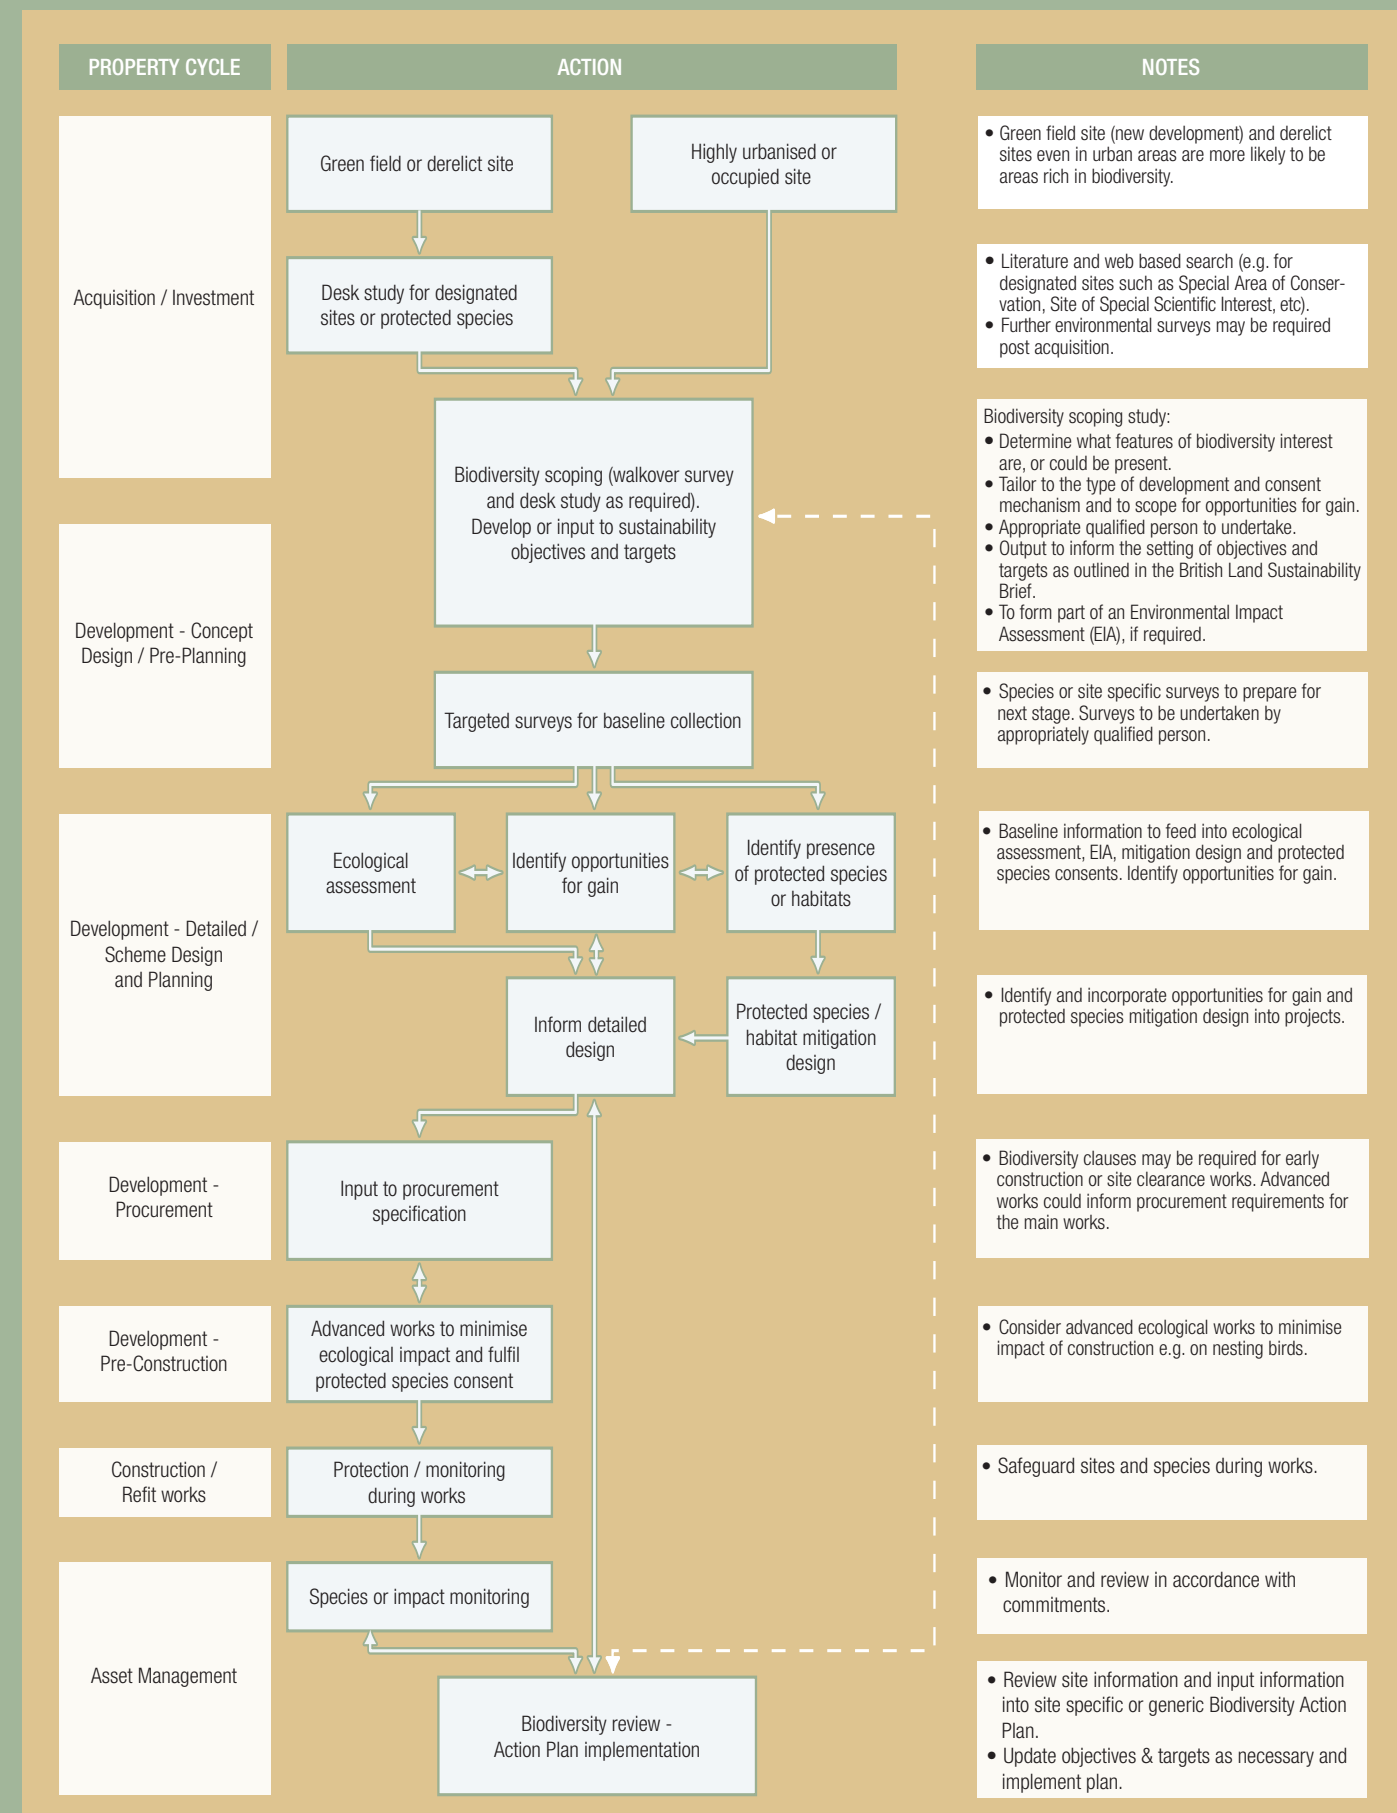 PROPERTY CYCLE
ACTION
NOTES
Acquisition / Investment
Green field or derelict site
Highly urbanised or
occupied site
• Green field site (new development) and derelict
sites even in urban areas are more likely to be
areas rich in biodiversity.
Desk study for designated
sites or protected species
• Literature and web based search (e.g. for
designated sites such as Special Area of Conser-
vation, Site of Special Scientific Interest, etc).
• Further environmental surveys may be required
post acquisition.
Biodiversity scoping (walkover survey
and desk study as required).
Develop or input to sustainability
objectives and targets
Biodiversity scoping study:
• Determine what features of biodiversity interest
are, or could be present.
• Tailor to the type of development and consent
mechanism and to scope for opportunities for gain.
• Appropriate qualified person to undertake.
• Output to inform the setting of objectives and
targets as outlined in the British Land Sustainability
Brief.
• To form part of an Environmental Impact
Assessment (EIA), if required.
Development - Concept
Design / Pre-Planning
Targeted surveys for baseline collection
• Species or site specific surveys to prepare for
next stage. Surveys to be undertaken by
appropriately qualified person.
Development - Detailed /
Scheme Design
and Planning
Ecological
assessment
Identify opportunities
for gain
Identify presence
of protected species
or habitats
• Baseline information to feed into ecological
assessment, EIA, mitigation design and protected
species consents. Identify opportunities for gain.
Inform detailed
design
Protected species /
habitat mitigation
design
• Identify and incorporate opportunities for gain and
protected species mitigation design into projects.
Development -
Procurement
Input to procurement
specification
• Biodiversity clauses may be required for early
construction or site clearance works. Advanced
works could inform procurement requirements for
the main works.
Development -
Pre-Construction
Advanced works to minimise
ecological impact and fulfil
protected species consent
• Consider advanced ecological works to minimise
impact of construction e.g. on nesting birds.
Construction /
Refit works
Protection / monitoring
during works
• Safeguard sites and species during works.
Asset Management
Species or impact monitoring
• Monitor and review in accordance with
commitments.
Biodiversity review -
Action Plan implementation
• Review site information and input information
into site specific or generic Biodiversity Action
Plan.
• Update objectives & targets as necessary and
implement plan.